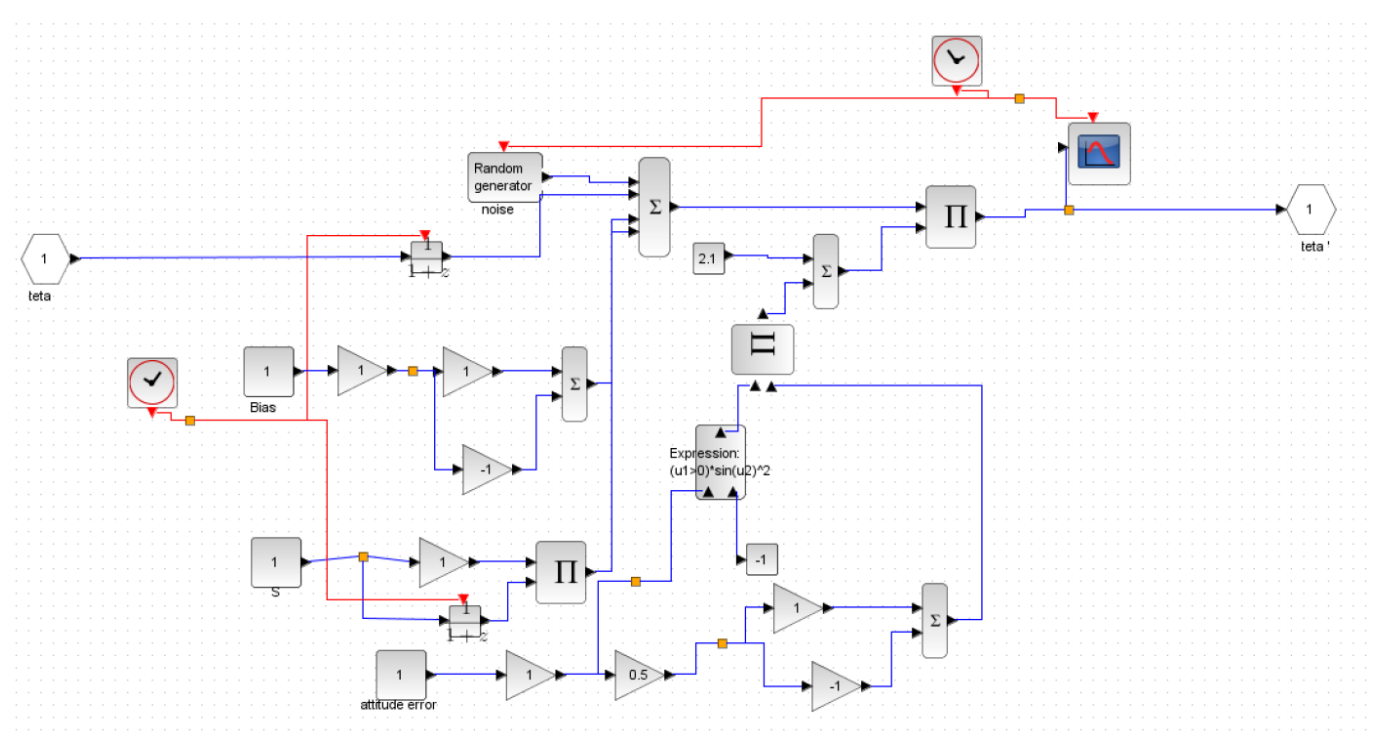 Random
generator
noise
Σ
Π
1
teta '
1
teta
1
1 + z
2.1
Σ
Π
1
Bias
1
1
Σ
-1
Expression:
(u1>0)*sin(u2)^2
-1
1
S
1
Π
1
1 + z
1
Σ
1
attitude error
1
0.5
-1